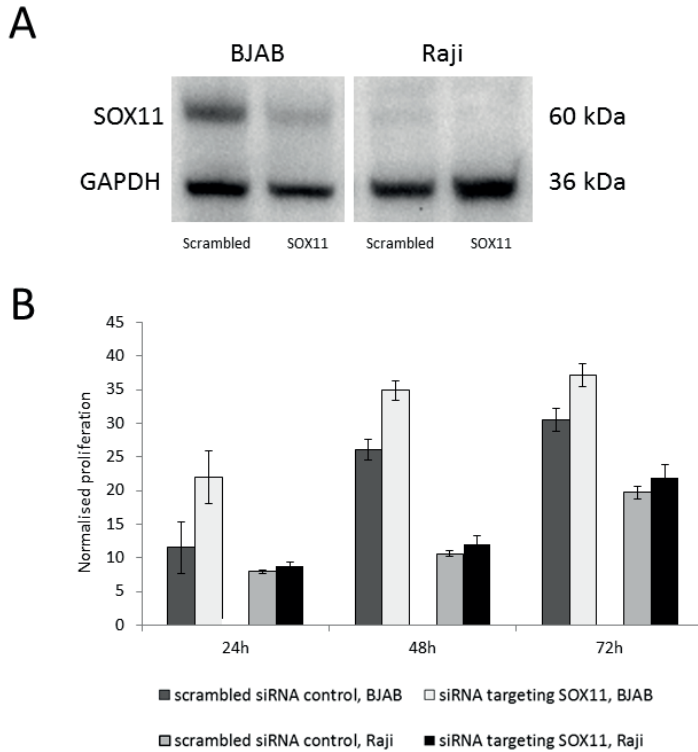 A
BJAB Raji
SOX11 60 kDa
GAPDH 36 kDa
Scrambled SOX11 Scrambled SOX11
B
Normalised proliferation
45
40
35
30
25
20
15
10
5
0
24h 48h 72h
scrambled siRNA control, BJAB siRNA targeting SOX11, BJAB
scrambled siRNA control, Raji siRNA targeting SOX11, Raji